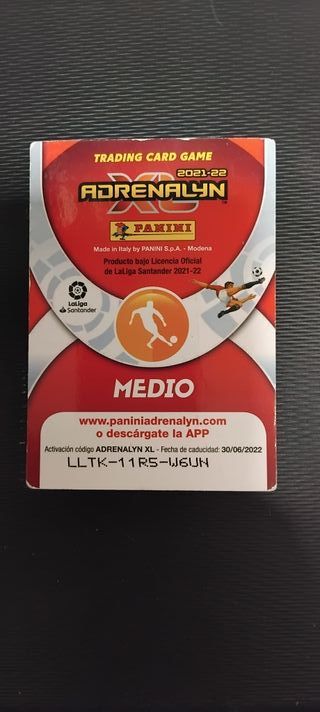 TRADING CARD GAME
2021-22
ADRENALYN
XL
PANINI
Made in Italy by PANINI S.p.A. - Modena
Producto bajo Licencia Oficial
de LaLiga Santander 2021-22
LaLiga
Santander
MEDIO
www.paniniadrenalyn.com
o descárgate la APP
Activación código ADRENALYN XL - Fecha de caducidad: 30/06/2022
LLTK-11R5-W6UN